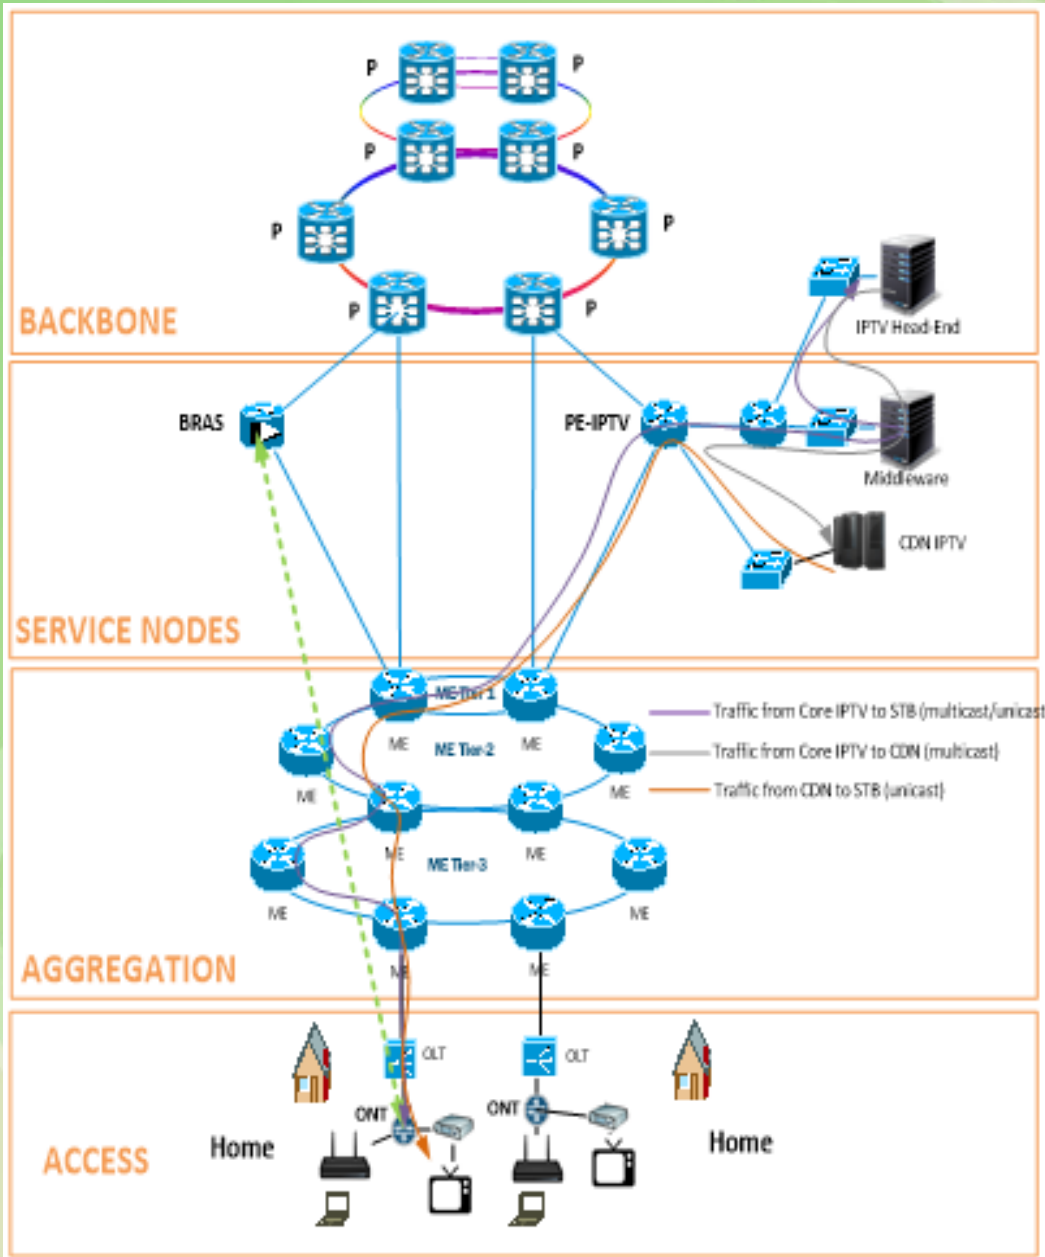 P
P
P
P
P
P
P
P
BACKBONE
IPTV Head-End
BRAS
PE-IPTV
Middleware
CDN IPTV
SERVICE NODES
ME Tier 1
Traffic from Core IPTV to STB (multicast/unicast
ME
ME
ME Tier-2
Traffic from Core IPTV to CDN (multicast)
ME
ME
Traffic from CDN to STB (unicast)
ME
ME
ME Tier-3
ME
ME
AGGREGATION
ME
ME
OLT
OLT
ONT
ONT
Home
Home
ACCESS